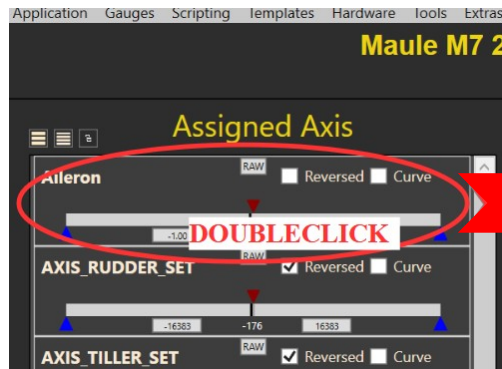 Application Gauges Scripting Templates Hardware Tools Extras
Maule M7 2
Assigned Axis
Aileron RAW Reversed Curve
-1.00 DOUBLECLICK
AXIS_RUDDER_SET RAW Reversed Curve
-16383 -176 16383
AXIS_TILLER_SET RAW Reversed Curve